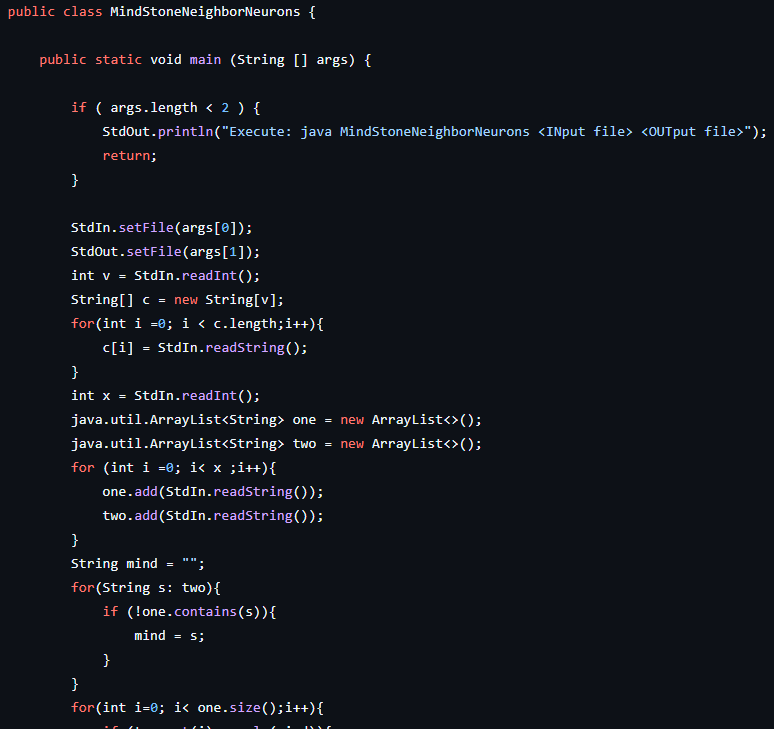 public class MindStoneNeighborNeurons {
public static void main (String [] args) {
if ( args.length < 2 ) {
StdOut.println("Execute: java MindStoneNeighborNeurons <INput file> <OUTput file>");
return;
}
StdIn.setFile(args[0]);
StdOut.setFile(args[1]);
int v = StdIn.readInt();
String[] c = new String[v];
for(int i =0; i < c.length;i++){
c[i] = StdIn.readString();
}
int x = StdIn.readInt();
java.util.ArrayList<String> one = new ArrayList<>();
java.util.ArrayList<String> two = new ArrayList<>();
for (int i =0; i< x ;i++){
one.add(StdIn.readString());
two.add(StdIn.readString());
}
String mind = "";
for(String s: two){
if (!one.contains(s)){
mind = s;
}
}
for(int i=0; i< one.size();i++){